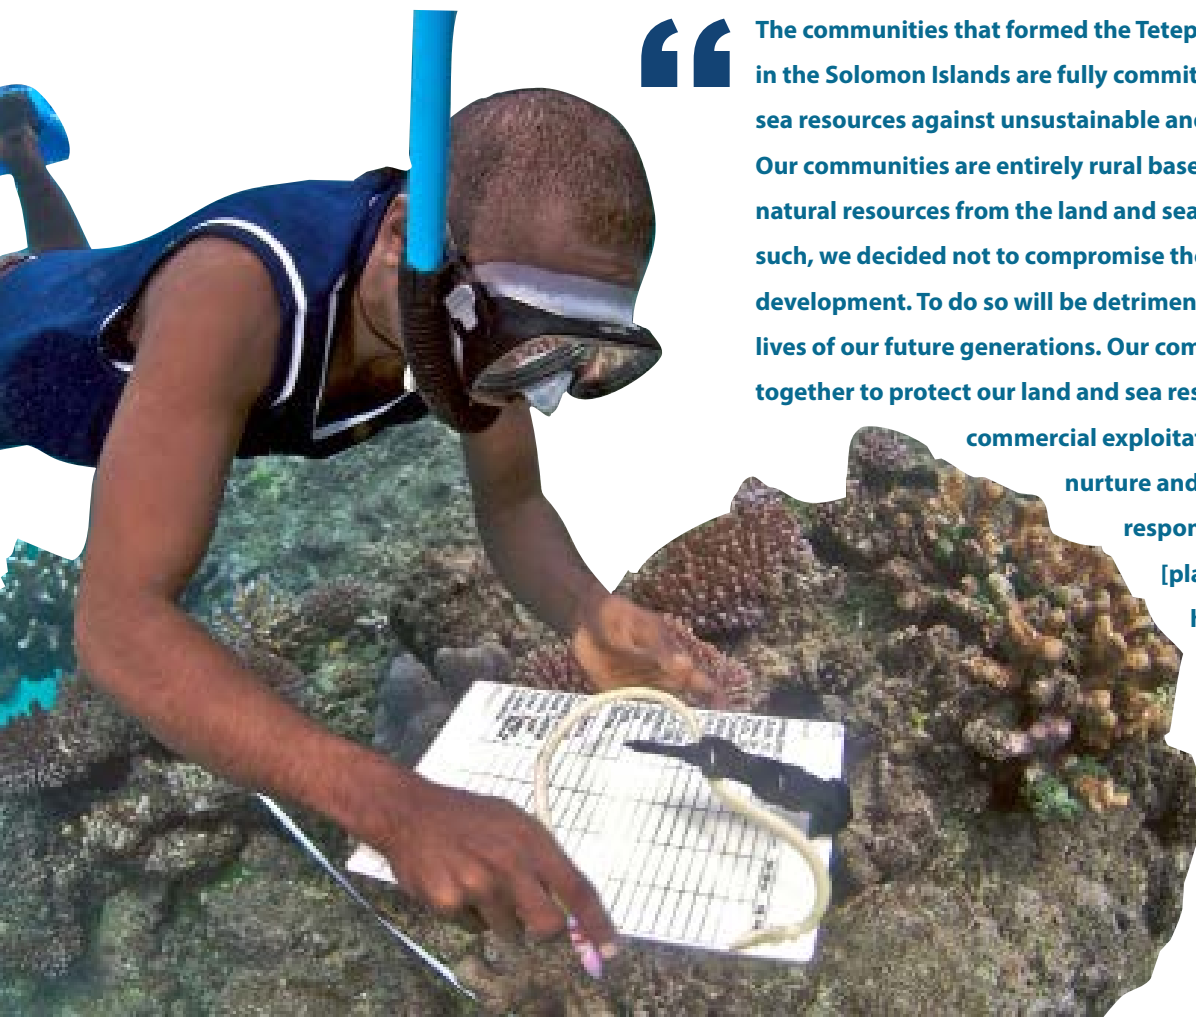 “
The communities that formed the Tetep
in the Solomon Islands are fully commit
sea resources against unsustainable and
Our communities are entirely rural base
natural resources from the land and sea
such, we decided not to compromise the
development. To do so will be detrimen
lives of our future generations. Our com
together to protect our land and sea res
commercial exploitat
nurture and
respon
[pla